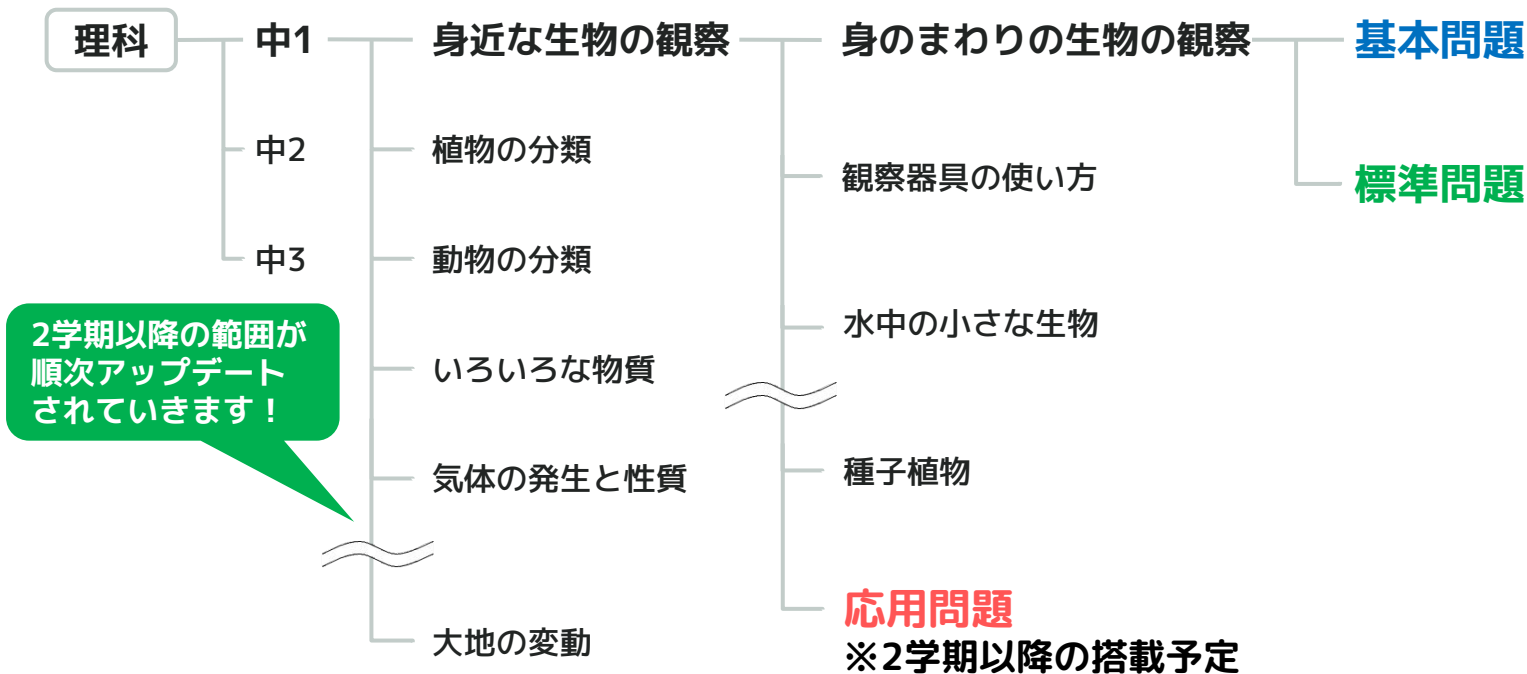 理科
中1
中2
中3
身近な生物の観察
植物の分類
動物の分類
いろいろな物質
気体の発生と性質
大地の変動
2学期以降の範囲が
順次アップデート
されていきます！
身のまわりの生物の観察
観察器具の使い方
水中の小さな生物
種子植物
応用問題
※2学期以降の搭載予定
基本問題
標準問題